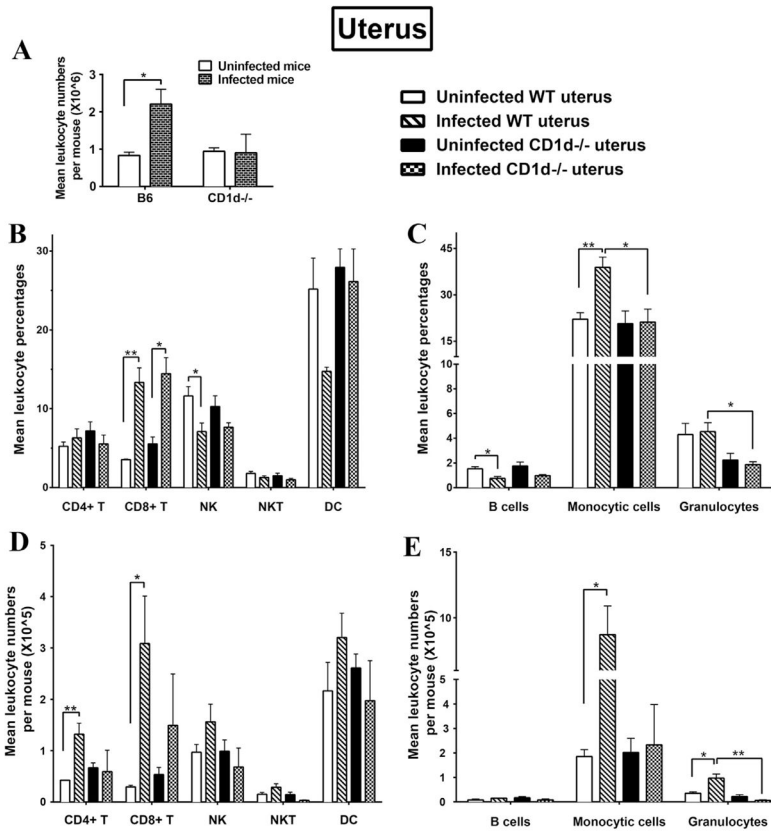 Uterus
A
Uninfected mice
Infected mice
Mean leukocyte numbers
per mouse (X10^6)
3
2
1
0
*
B6
CD1d-/-
Uninfected WT uterus
Infected WT uterus
Uninfected CD1d-/- uterus
Infected CD1d-/- uterus
B
Mean leukocyte percentages
30
20
10
0
**
*
*
CD4+ T
CD8+ T
NK
NKT
DC
C
Mean leukocyte percentages
45
30
15
6
4
2
0
*
**
*
*
B cells
Monocytic cells
Granulocytes
D
Mean leukocyte numbers
per mouse (X10^5)
5
4
3
2
1
0
**
*
CD4+ T
CD8+ T
NK
NKT
DC
E
Mean leukocyte numbers
per mouse (X10^5)
15
10
5
4
3
2
1
0
*
*
**
B cells
Monocytic cells
Granulocytes